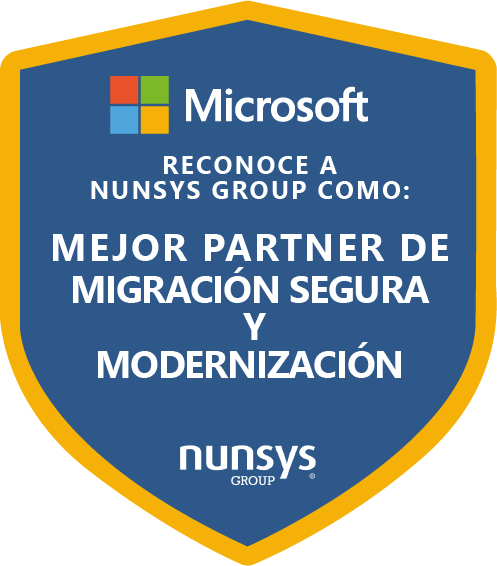 Microsoft
RECONOCE A
NUNSYS GROUP COMO:
MEJOR PARTNER DE
MIGRACIÓN SEGURA
Y
MODERNIZACIÓN
nunsys
GROUP ®